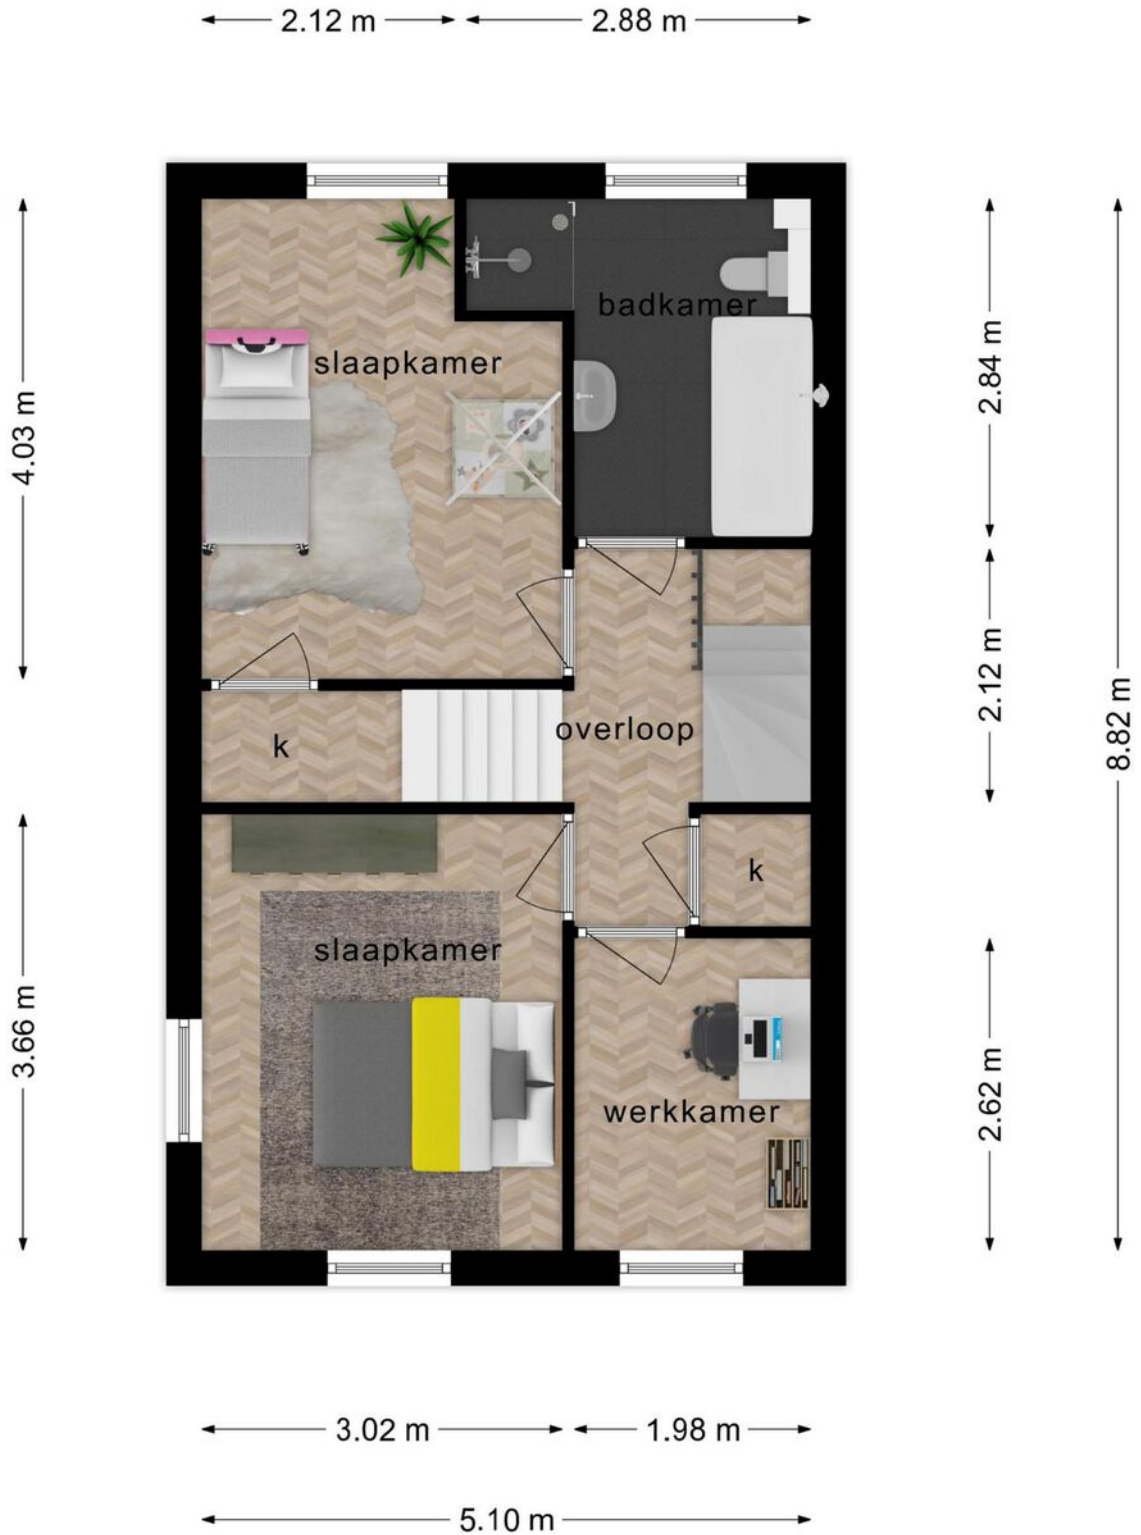 2.12 m
2.88 m
badkamer
slaapkamer
4.03 m
2.84 m
overloop
k
2.12 m
8.82 m
k
slaapkamer
3.66 m
werkkamer
2.62 m
3.02 m
1.98 m
5.10 m